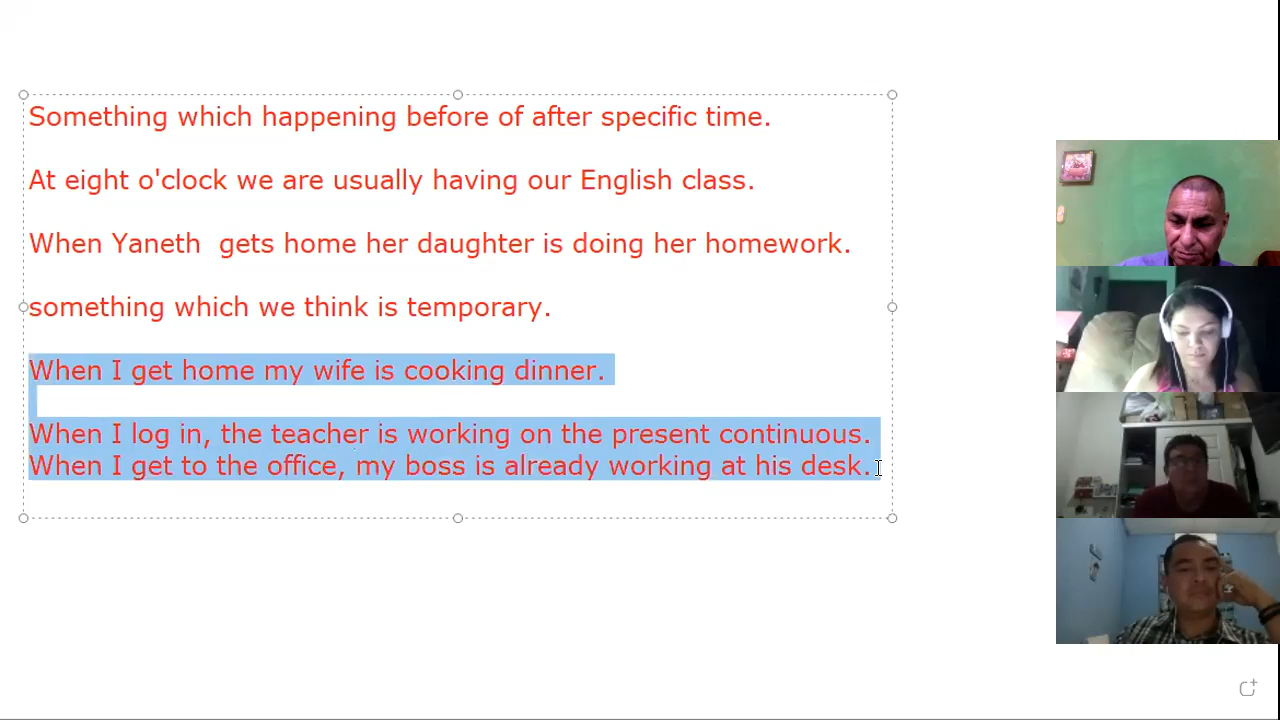 Something which happening before of after specific time.
At eight o'clock we are usually having our English class.
When Yaneth  gets home her daughter is doing her homework.
something which we think is temporary.
When I get home my wife is cooking dinner.
When I log in, the teacher is working on the present continuous.
When I get to the office, my boss is already working at his desk.